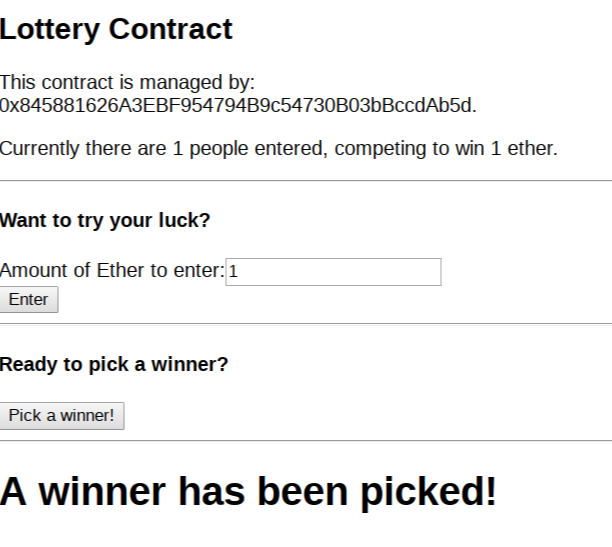 Lottery Contract
This contract is managed by:
0x845881626A3EBF954794B9c54730B03bBccdAb5d.
Currently there are 1 people entered, competing to win 1 ether.
Want to try your luck?
Amount of Ether to enter: 1
Enter
Ready to pick a winner?
Pick a winner!
A winner has been picked!